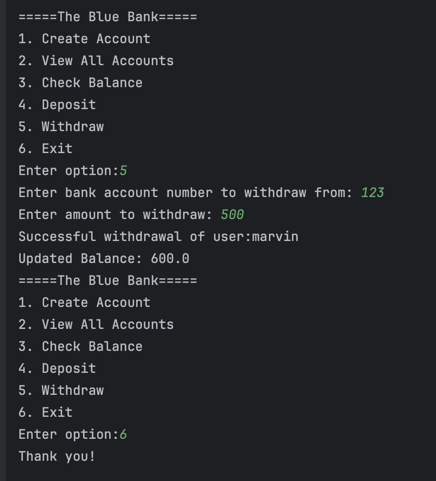 =====The Blue Bank=====
1. Create Account
2. View All Accounts
3. Check Balance
4. Deposit
5. Withdraw
6. Exit
Enter option:5
Enter bank account number to withdraw from: 123
Enter amount to withdraw: 500
Successful withdrawal of user:marvin
Updated Balance: 600.0
=====The Blue Bank=====
1. Create Account
2. View All Accounts
3. Check Balance
4. Deposit
5. Withdraw
6. Exit
Enter option:6
Thank you!